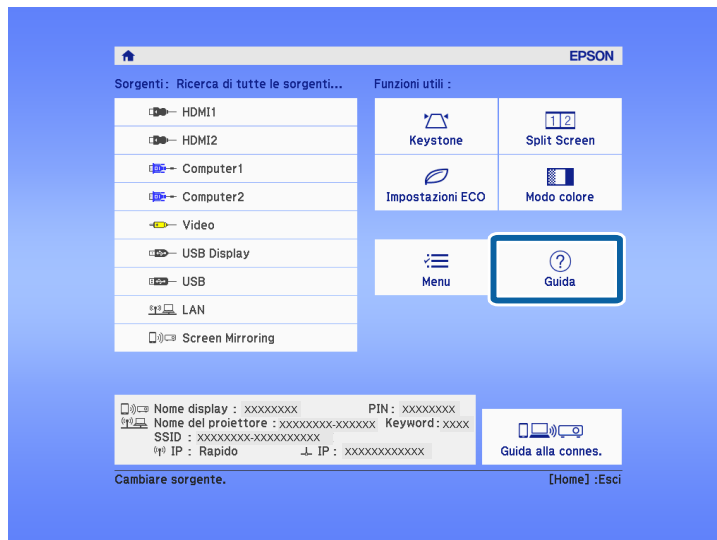 EPSON
Sorgenti: Ricerca di tutte le sorgenti...
HDMI1
HDMI2
Computer1
Computer2
Video
USB Display
USB
LAN
Screen Mirroring
Funzioni utili :
Keystone
1 2
Split Screen
Impostazioni ECO
Modo colore
Menu
?
Guida
Nome display : xxxxxxxx PIN : xxxxxxxx
Nome del proiettore : xxxxxxxx-xxxxxx Keyword : xxxx
SSID : xxxxxxxx-xxxxxxxxxx
IP : Rapido IP : xxxxxxxxxxxx
Guida alla connes.
Cambiare sorgente. [Home] :Esci